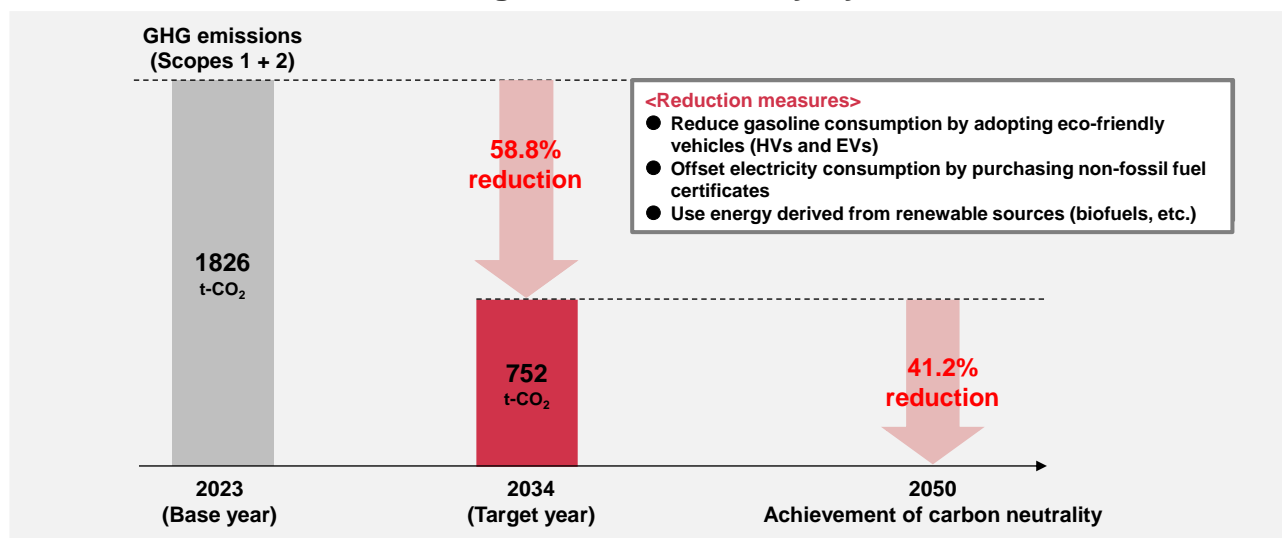 GHG emissions
(Scopes 1 + 2)
<Reduction measures>
● Reduce gasoline consumption by adopting eco-friendly
vehicles (HVs and EVs)
● Offset electricity consumption by purchasing non-fossil fuel
certificates
● Use energy derived from renewable sources (biofuels, etc.)
58.8%
reduction
1826
t-CO₂
752
t-CO₂
41.2%
reduction
2023
(Base year)
2034
(Target year)
2050
Achievement of carbon neutrality